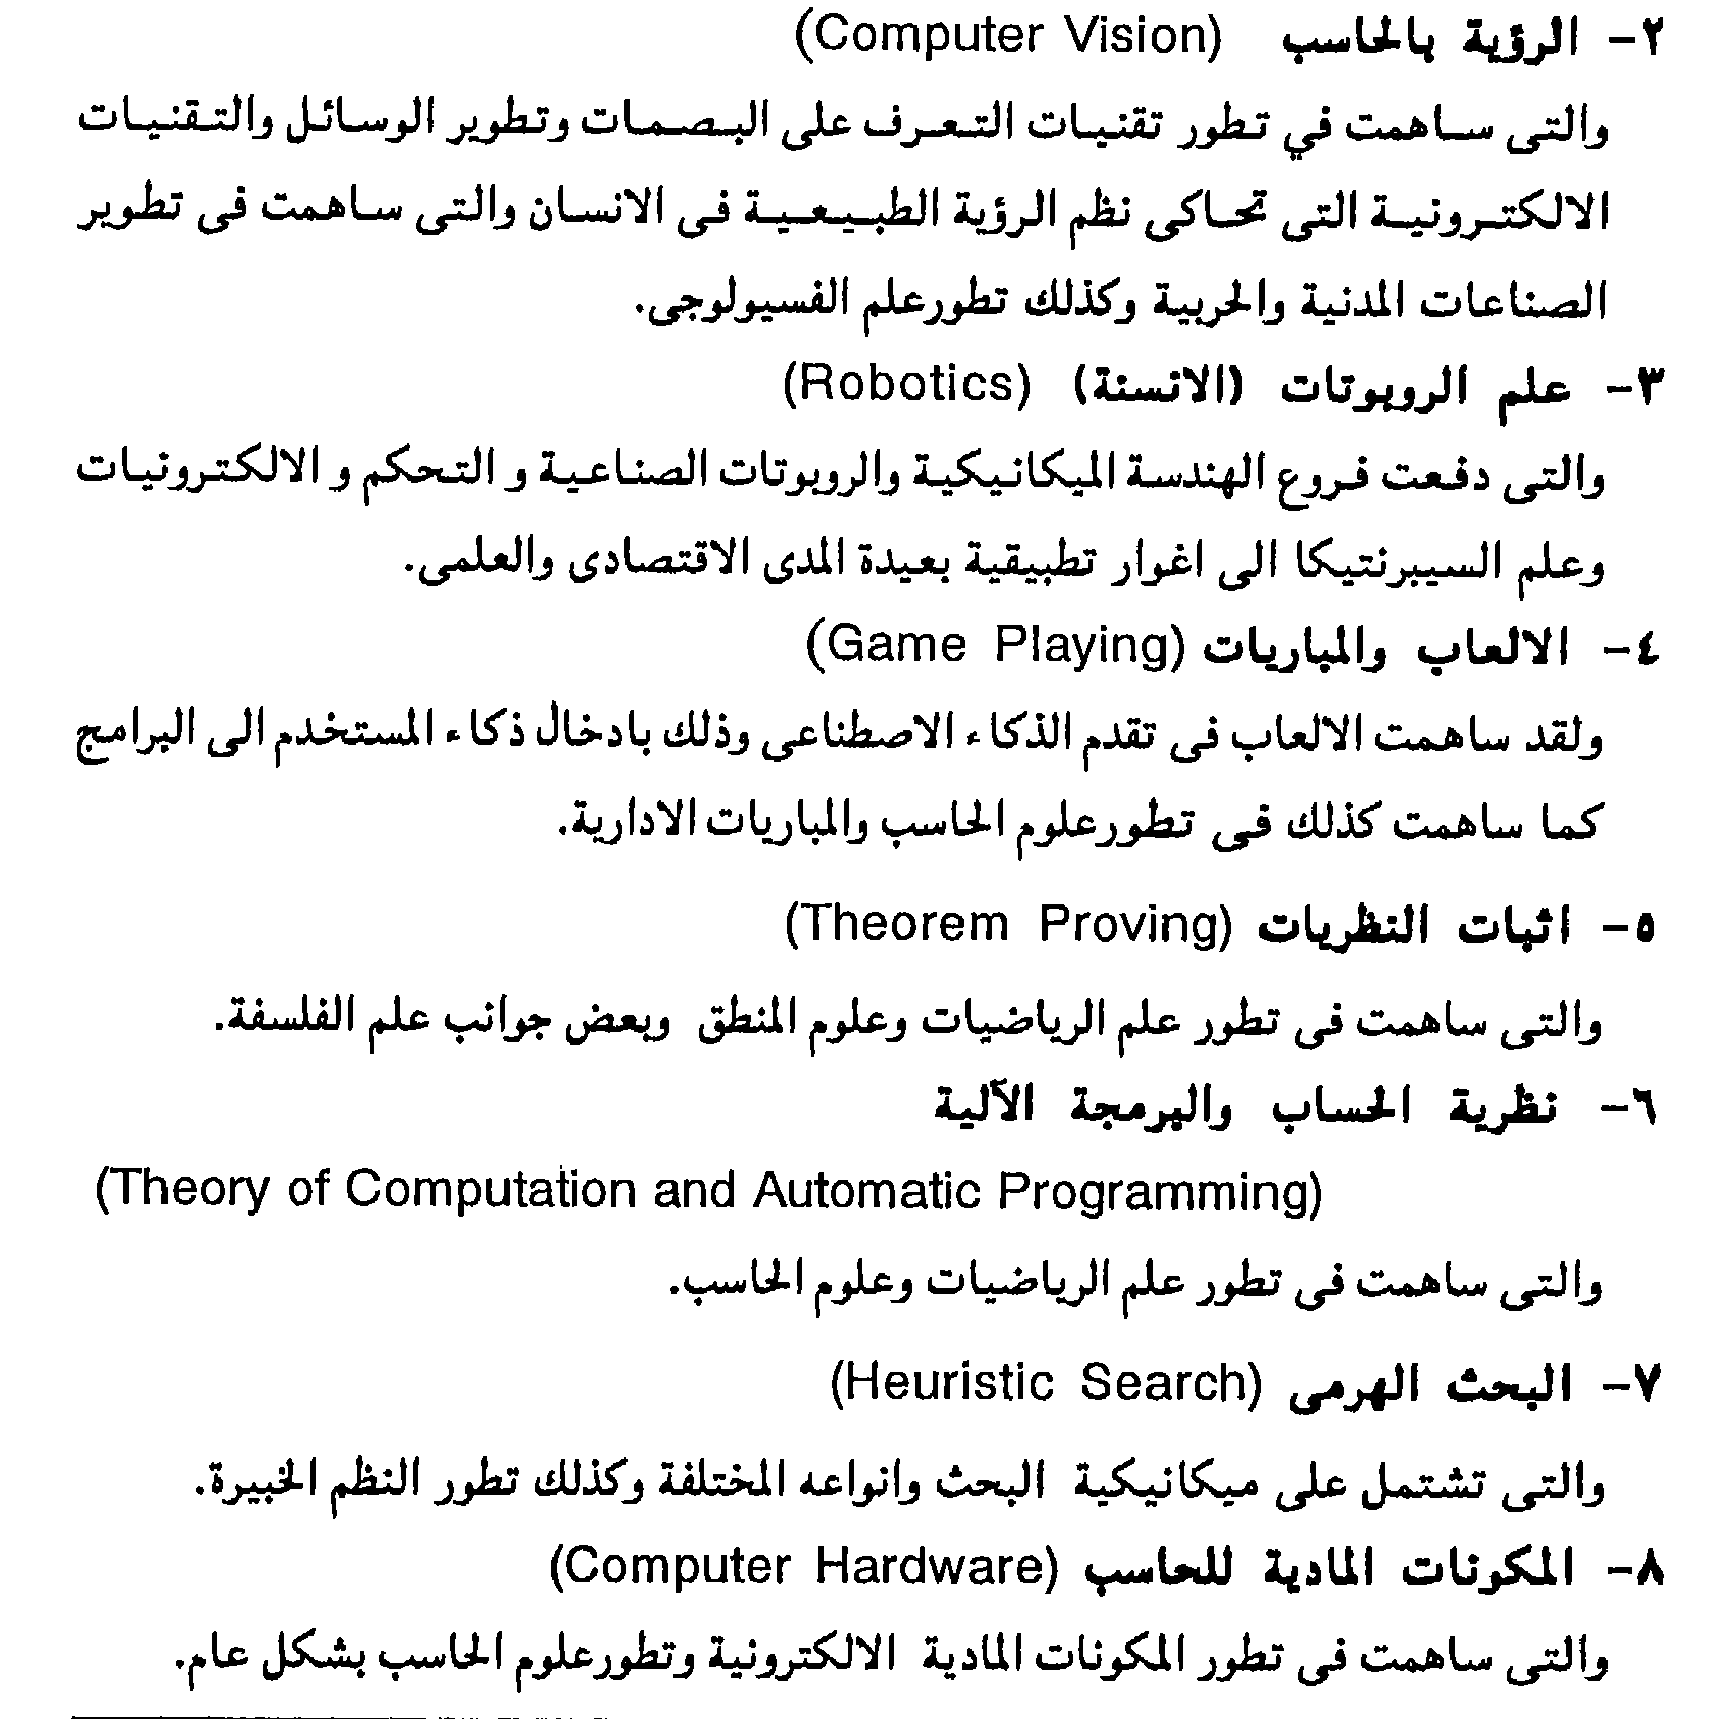 ٢- الرؤية بالحاسب (Computer Vision)
والتى ساهمت في تطور تقنيات التعرف على البصمات وتطوير الوسائل والتقنيات
الالكترونية التى تحاكى نظم الرؤية الطبيعية فى الانسان والتى ساهمت فى تطوير
الصناعات المدنية والحربية وكذلك تطورعلم الفسيولوجى.
٣- علم الروبوتات (الانسنة) (Robotics)
والتى دفعت فروع الهندسة الميكانيكية والروبوتات الصناعية و التحكم و الالكترونيات
وعلم السيبرنتيكا الى اغوار تطبيقية بعيدة المدى الاقتصادى والعلمى.
٤- الالعاب والمباريات (Game Playing)
ولقد ساهمت الالعاب فى تقدم الذكاء الاصطناعى وذلك بادخال ذكاء المستخدم الى البرامج
كما ساهمت كذلك فى تطورعلوم الحاسب والمباريات الادارية.
٥- اثبات النظريات (Theorem Proving)
والتى ساهمت فى تطور علم الرياضيات وعلوم المنطق وبعض جوانب علم الفلسفة.
٦- نظرية الحساب والبرمجة الآلية
(Theory of Computation and Automatic Programming)
والتى ساهمت فى تطور علم الرياضيات وعلوم الحاسب.
٧- البحث الهرمى (Heuristic Search)
والتى تشتمل على ميكانيكية البحث وانواعه المختلفة وكذلك تطور النظم الخبيرة.
٨- المكونات المادية للحاسب (Computer Hardware)
والتى ساهمت فى تطور المكونات المادية الالكترونية وتطورعلوم الحاسب بشكل عام.